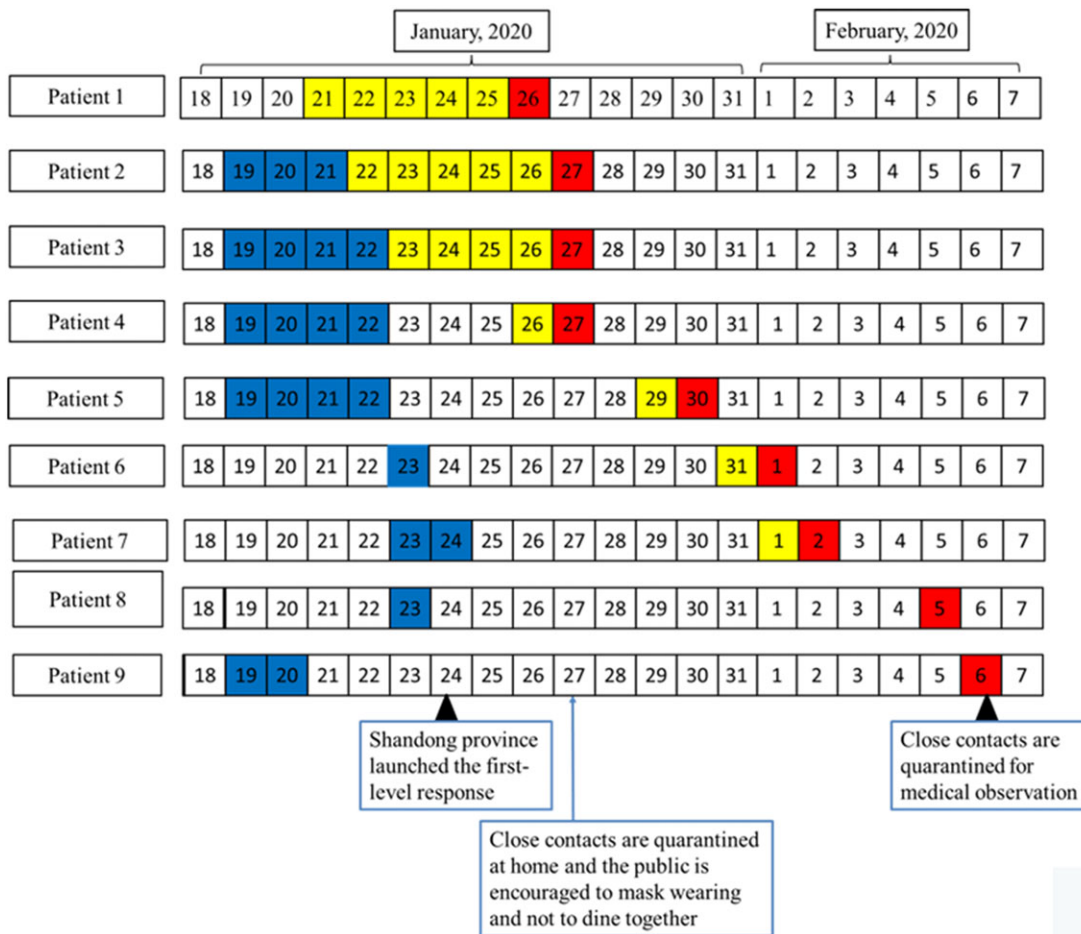 January, 2020
February, 2020
Patient 1
18 19 20 21 22 23 24 25 26 27 28 29 30 31 1 2 3 4 5 6 7
Patient 2
18 19 20 21 22 23 24 25 26 27 28 29 30 31 1 2 3 4 5 6 7
Patient 3
18 19 20 21 22 23 24 25 26 27 28 29 30 31 1 2 3 4 5 6 7
Patient 4
18 19 20 21 22 23 24 25 26 27 28 29 30 31 1 2 3 4 5 6 7
Patient 5
18 19 20 21 22 23 24 25 26 27 28 29 30 31 1 2 3 4 5 6 7
Patient 6
18 19 20 21 22 23 24 25 26 27 28 29 30 31 1 2 3 4 5 6 7
Patient 7
18 19 20 21 22 23 24 25 26 27 28 29 30 31 1 2 3 4 5 6 7
Patient 8
18 19 20 21 22 23 24 25 26 27 28 29 30 31 1 2 3 4 5 6 7
Patient 9
18 19 20 21 22 23 24 25 26 27 28 29 30 31 1 2 3 4 5 6 7
Shandong province
launched the first-
level response
Close contacts are
quarantined for
medical observation
Close contacts are quarantined
at home and the public is
encouraged to mask wearing
and not to dine together